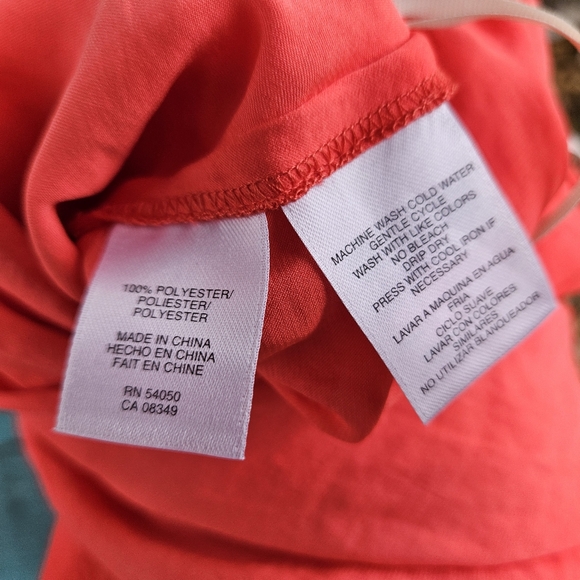 100% POLYESTER/
POLIESTER/
POLYESTER
MADE IN CHINA
HECHO EN CHINA
FAIT EN CHINE
RN 54050
CA 08349
MACHINE WASH COLD WATER
GENTLE CYCLE
WASH WITH LIKE COLORS
NO BLEACH
DRIP DRY
PRESS WITH COOL IRON IF
NECESSARY
LAVAR A MAQUINA EN AGUA
FRIA
CICLO SUAVE
LAVAR CON COLORES
SIMILARES
NO UTILIZAR BLANQUEADOR